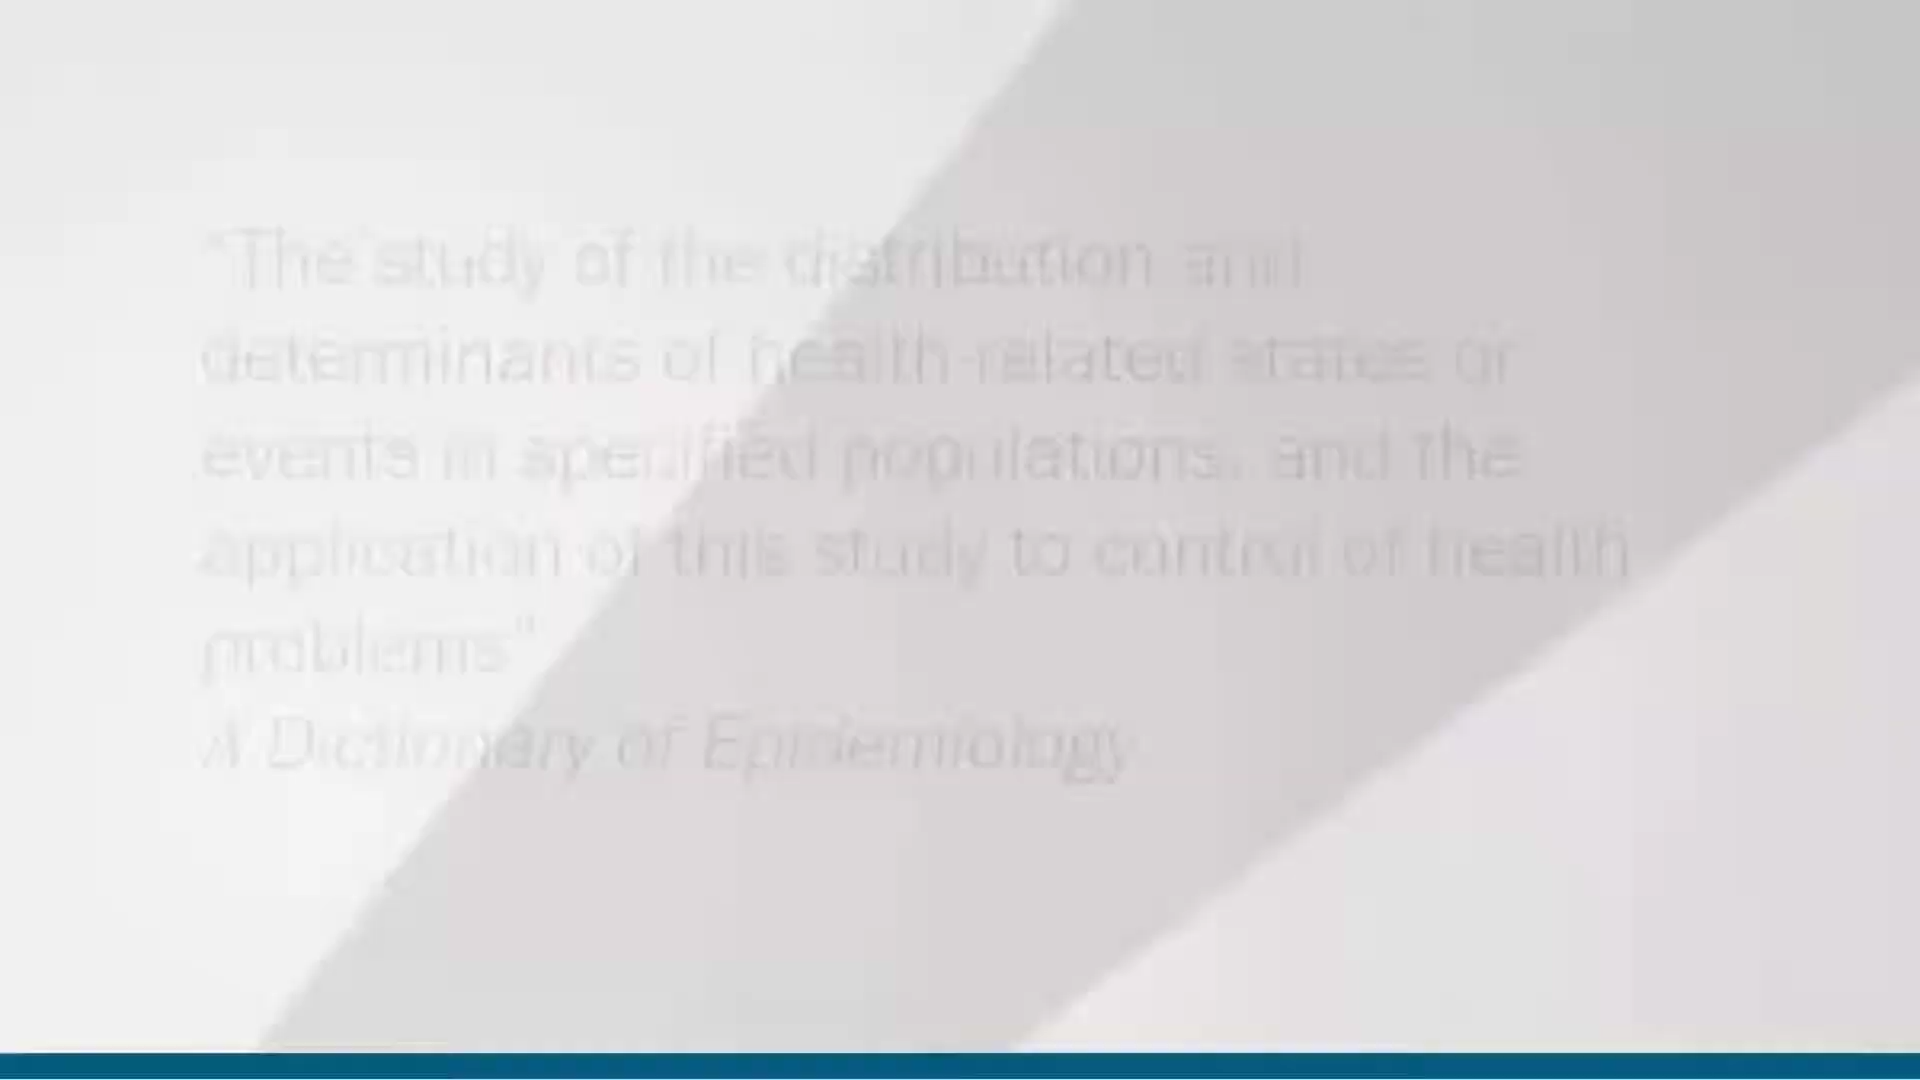 "The study of the distribution and
determinants of health-related states or
events in specified populations, and the
application of this study to control of health
problems"
A Dictionary of Epidemiology